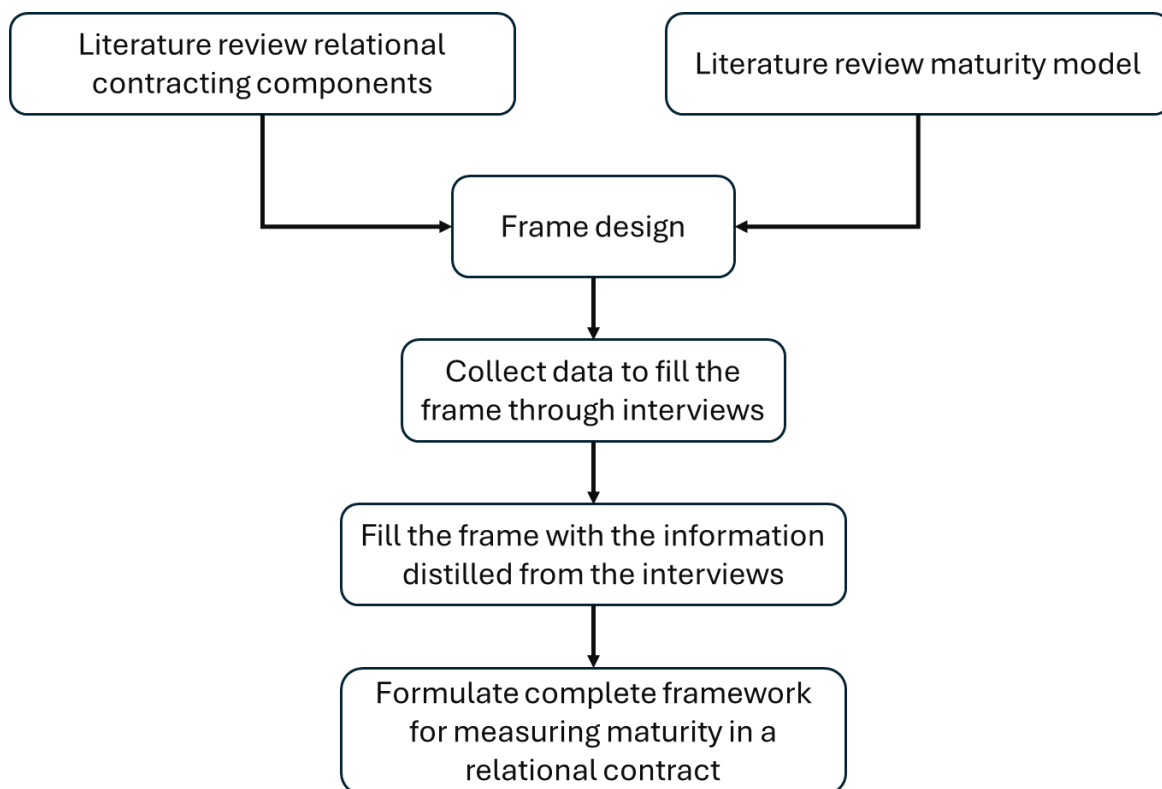 Literature review relational
contracting components
Literature review maturity model
Frame design
Collect data to fill the
frame through interviews
Fill the frame with the information
distilled from the interviews
Formulate complete framework
for measuring maturity in a
relational contract